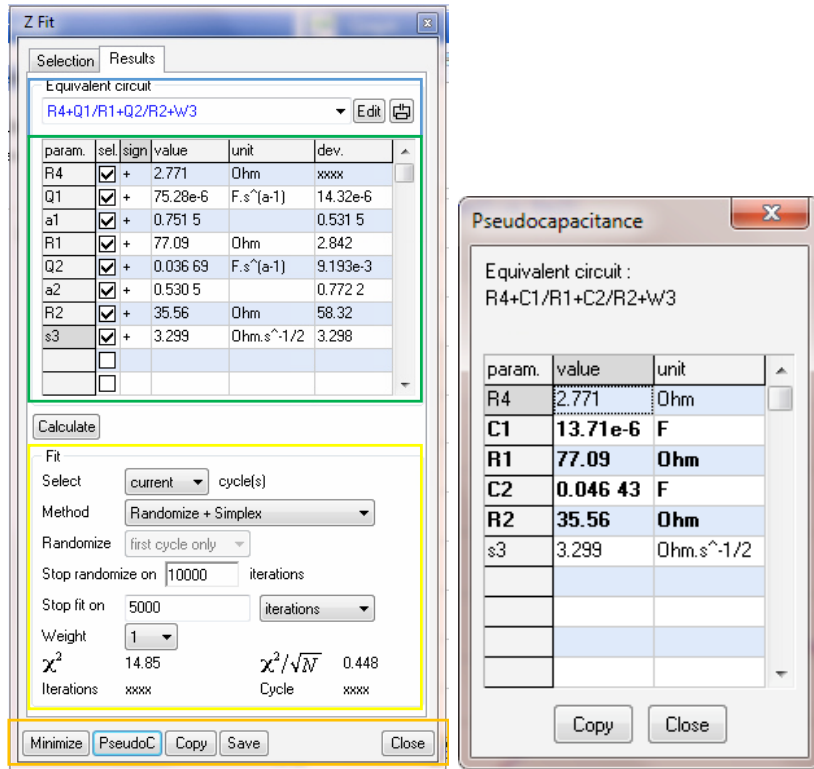 Z Fit
x
Selection Results
Equivalent circuit
R4+Q1/R1+Q2/R2+W3 Edit
param. sel. sign value unit dev.
R4 + 2.771 Ohm xxxx
Q1 + 75.28e-6 F.s^(a-1) 14.32e-6
a1 + 0.751 5 0.531 5
R1 + 77.09 Ohm 2.842
Q2 + 0.036 69 F.s^(a-1) 9.193e-3
a2 + 0.530 5 0.772 2
R2 + 35.56 Ohm 58.32
s3 + 3.299 Ohm.s^-1/2 3.298
Calculate
Fit
Select current cycle(s)
Method Randomize + Simplex
Randomize first cycle only
Stop randomize on 10000 iterations
Stop fit on 5000 iterations
Weight 1
χ² 14.85 χ²/√N 0.448
Iterations xxxx Cycle xxxx
Minimize PseudoC Copy Save Close
Pseudocapacitance
x
Equivalent circuit :
R4+C1/R1+C2/R2+W3
param. value unit
R4 2.771 Ohm
C1 13.71e-6 F
R1 77.09 Ohm
C2 0.046 43 F
R2 35.56 Ohm
s3 3.299 Ohm.s^-1/2
Copy Close